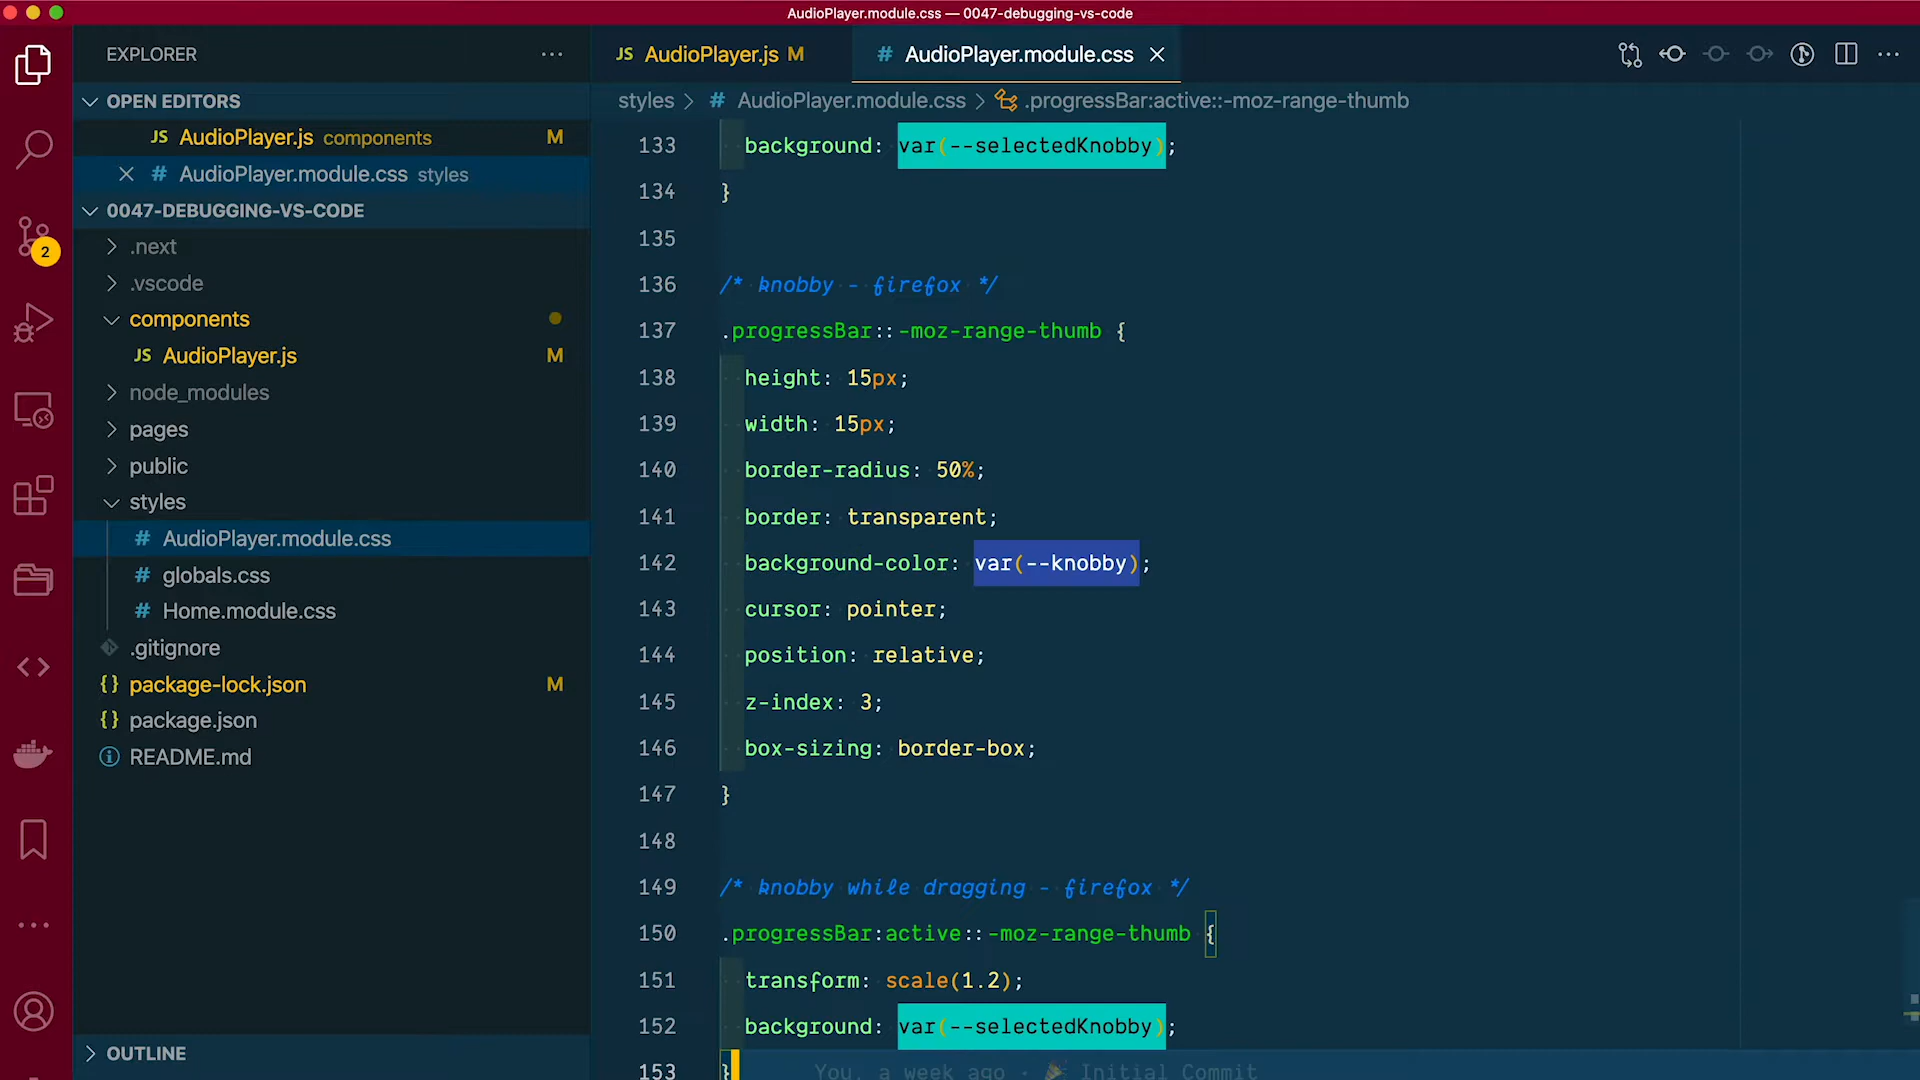 AudioPlayer.module.css — 0047-debugging-vs-code
EXPLORER
OPEN EDITORS
JS AudioPlayer.js components M
# AudioPlayer.module.css styles
0047-DEBUGGING-VS-CODE
.next
.vscode
components
JS AudioPlayer.js M
node_modules
pages
public
styles
# AudioPlayer.module.css
# globals.css
# Home.module.css
.gitignore
{} package-lock.json M
{} package.json
README.md
OUTLINE
2
JS AudioPlayer.js M
# AudioPlayer.module.css
styles > # AudioPlayer.module.css > .progressBar:active::-moz-range-thumb
133 background: var(--selectedKnobby);
134 }
135
136 /* knobby - firefox */
137 .progressBar::-moz-range-thumb {
138 height: 15px;
139 width: 15px;
140 border-radius: 50%;
141 border: transparent;
142 background-color: var(--knobby);
143 cursor: pointer;
144 position: relative;
145 z-index: 3;
146 box-sizing: border-box;
147 }
148
149 /* knobby while dragging - firefox */
150 .progressBar:active::-moz-range-thumb {
151 transform: scale(1.2);
152 background: var(--selectedKnobby);
153 } You, a week ago · 🎉 Initial Commit